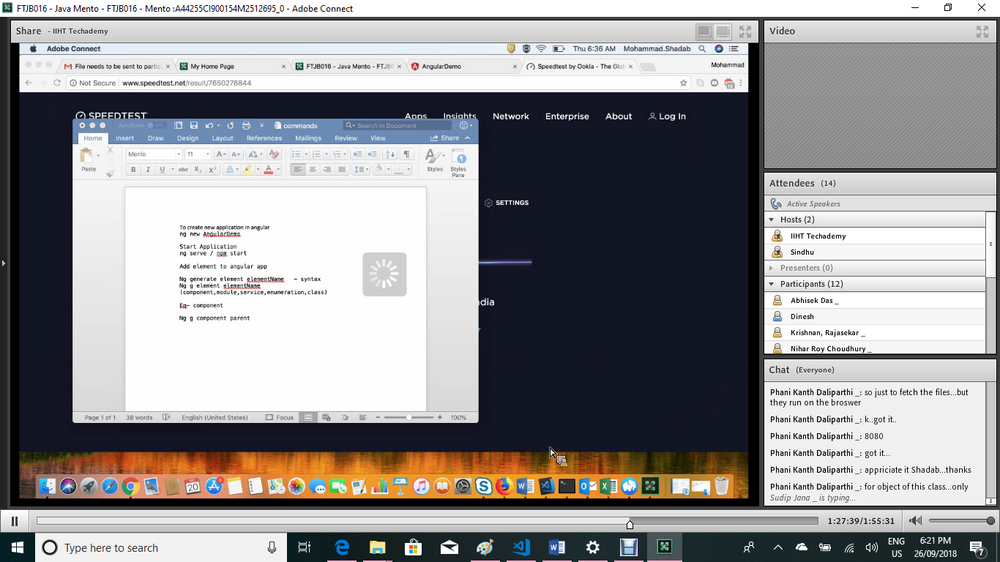 FTJB016 - Java Mento - FTJB016 - Mento :A44255CI900154M2512695_0 - Adobe Connect
Share - IIHT Techademy
Adobe Connect
Thu 6:36 AM Mohammad.Shadab
File needs to be sent to partici
My Home Page
FTJB016 - Java Mento - FTJB0
AngularDemo
Speedtest by Ookla - The Glob
Mohammad
Not Secure www.speedtest.net/result/7650276844
13
SPEEDTEST
Apps Insights Network Enterprise About Log In
AutoSave OFF
commands
Search in Document
Home Insert Draw Design Layout References Mailings Review View Share
Paste
Menlo 11
Styles
Styles Pane
SETTINGS
To create new application in angular
ng new AngularDemo
Start Application
ng serve / npm start
Add element to angular app
Ng generate element elementName - syntax
Ng g element elementName
(component,module,service,enumeration,class)
Eg- component
Ng g component parent
dia
Page 1 of 1 38 words English (United States) Focus 100%
20
Video
Attendees (14)
Active Speakers
Hosts (2)
IIHT Techademy
Sindhu
Presenters (0)
Participants (12)
Abhisek Das _
Dinesh
Krishnan, Rajasekar _
Nihar Roy Choudhury _
Chat (Everyone)
Phani Kanth Daliparthi _: so just to fetch the files...but
they run on the broswer
Phani Kanth Daliparthi _: k..got it..
Phani Kanth Daliparthi _: 8080
Phani Kanth Daliparthi _: got it...
Phani Kanth Daliparthi _: appriciate it Shadab...thanks
Phani Kanth Daliparthi _: for object of this class...only
Sudip Jana _ is typing...
1:27:39/1:55:31
Type here to search
ENG
US
6:21 PM
26/09/2018
7